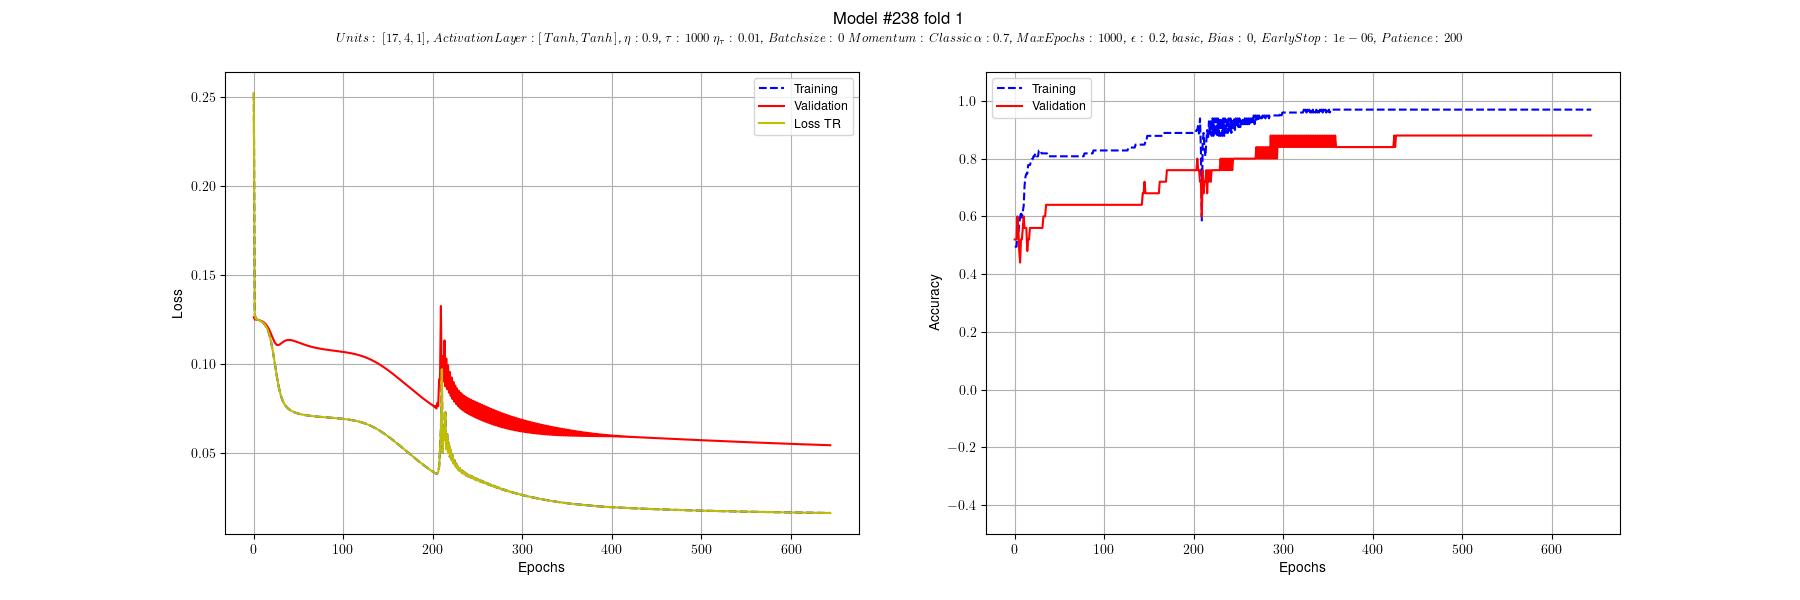 Model #238 fold 1
Units : [17, 4, 1], ActivationLayer : [Tanh, Tanh], η : 0.9, τ : 1000 η_τ : 0.01, Batchsize : 0 Momentum : Classic α : 0.7, MaxEpochs : 1000, ϵ : 0.2, basic, Bias : 0, EarlyStop : 1e − 06, Patience : 200
Training
Validation
Loss TR
0.25
0.20
0.15
0.10
0.05
Loss
0 100 200 300 400 500 600
Epochs
Training
Validation
1.0
0.8
0.6
0.4
0.2
0.0
−0.2
−0.4
Accuracy
0 100 200 300 400 500 600
Epochs